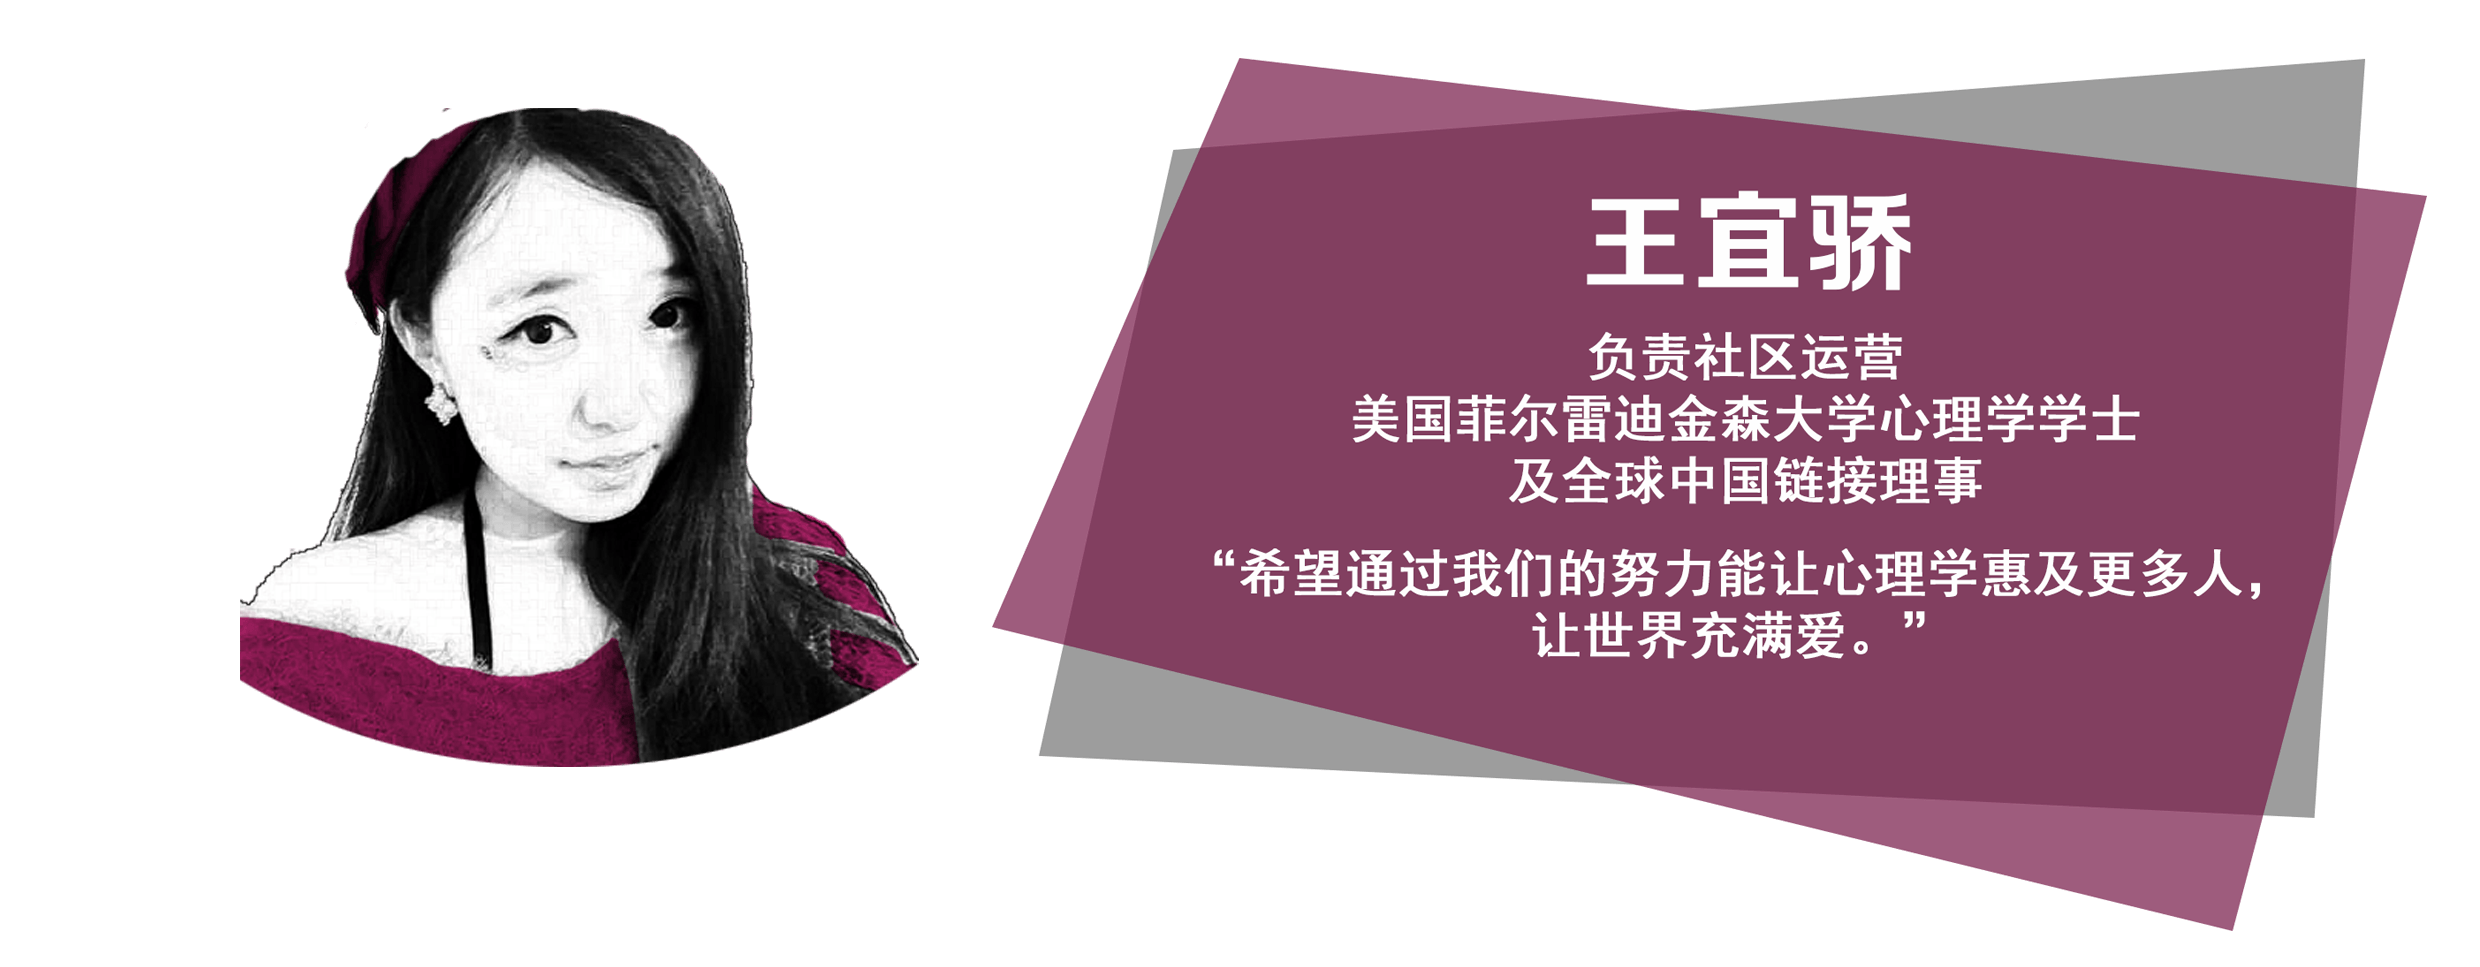 王宜骄
负责社区运营
美国菲尔雷迪金森大学心理学学士
及全球中国链接理事
“希望通过我们的努力能让心理学惠及更多人，
让世界充满爱。”